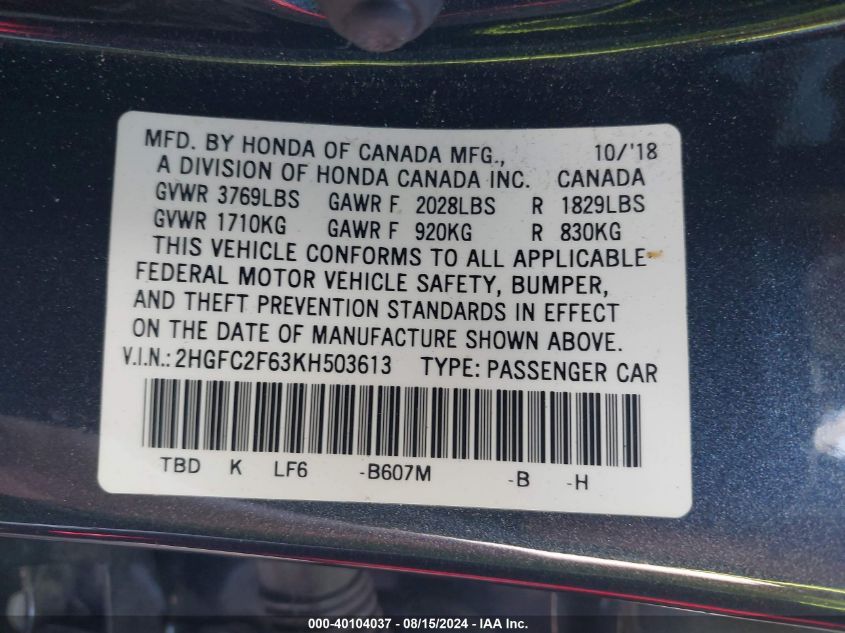 MFD. BY HONDA OF CANADA MFG., 10/'18
A DIVISION OF HONDA CANADA INC. CANADA
GVWR 3769LBS GAWR F 2028LBS R 1829LBS
GVWR 1710KG GAWR F 920KG R 830KG
THIS VEHICLE CONFORMS TO ALL APPLICABLE
FEDERAL MOTOR VEHICLE SAFETY, BUMPER,
AND THEFT PREVENTION STANDARDS IN EFFECT
ON THE DATE OF MANUFACTURE SHOWN ABOVE.
V.I.N.: 2HGFC2F63KH503613 TYPE: PASSENGER CAR
TBD K LF6 -B607M -B -H
000-40104037 - 08/15/2024 - IAA Inc.